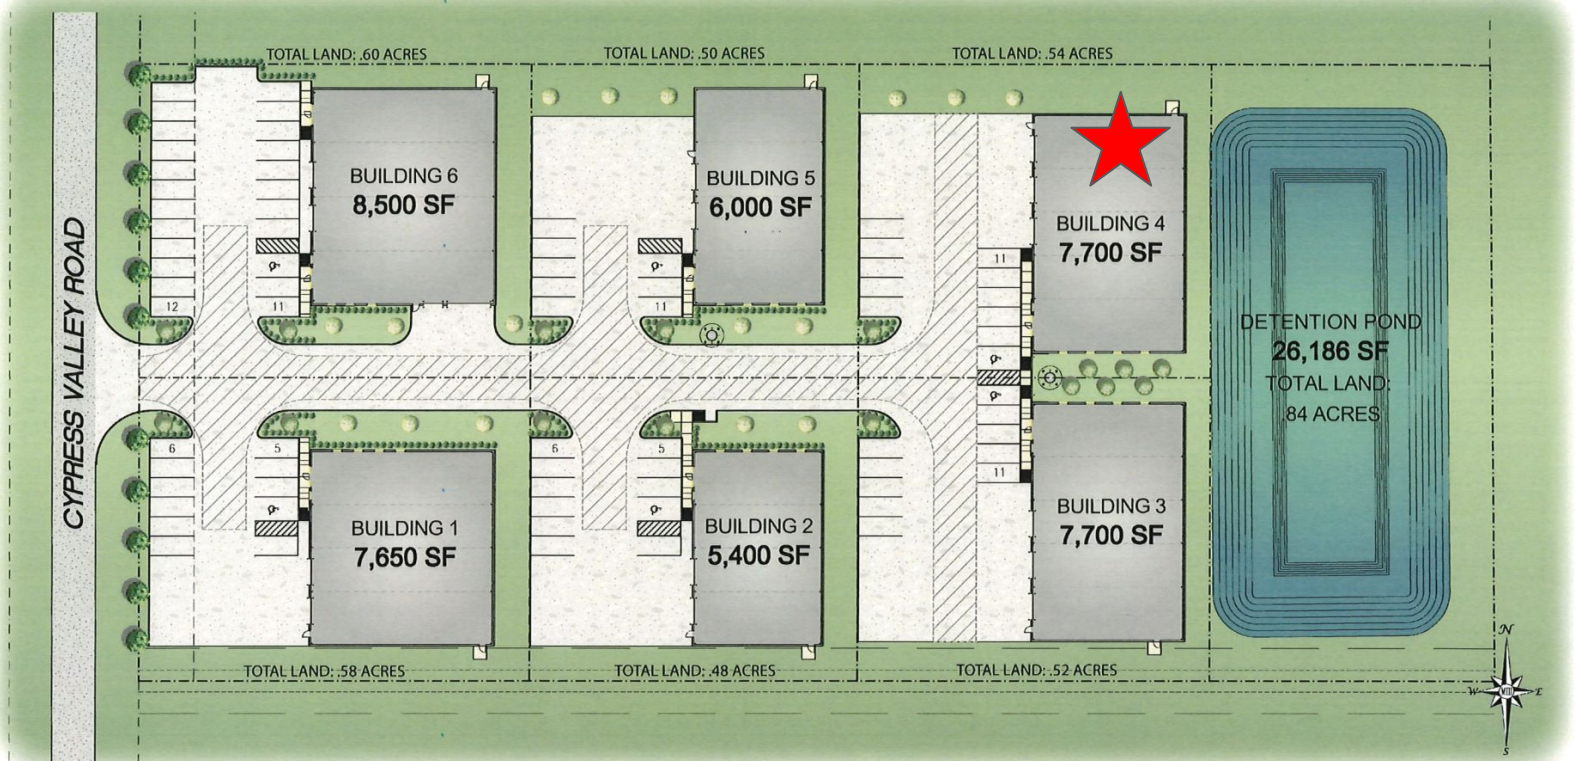 TOTAL LAND: .60 ACRES
TOTAL LAND: .50 ACRES
TOTAL LAND: .54 ACRES
BUILDING 6
8,500 SF
BUILDING 5
6,000 SF
BUILDING 4
7,700 SF
11
12
11
11
CYPRESS VALLEY ROAD
DETENTION POND
26,186 SF
TOTAL LAND:
.84 ACRES
6
5
6
5
11
BUILDING 1
7,650 SF
BUILDING 2
5,400 SF
BUILDING 3
7,700 SF
TOTAL LAND: .58 ACRES
TOTAL LAND: .48 ACRES
TOTAL LAND: .52 ACRES
N
W
E
S